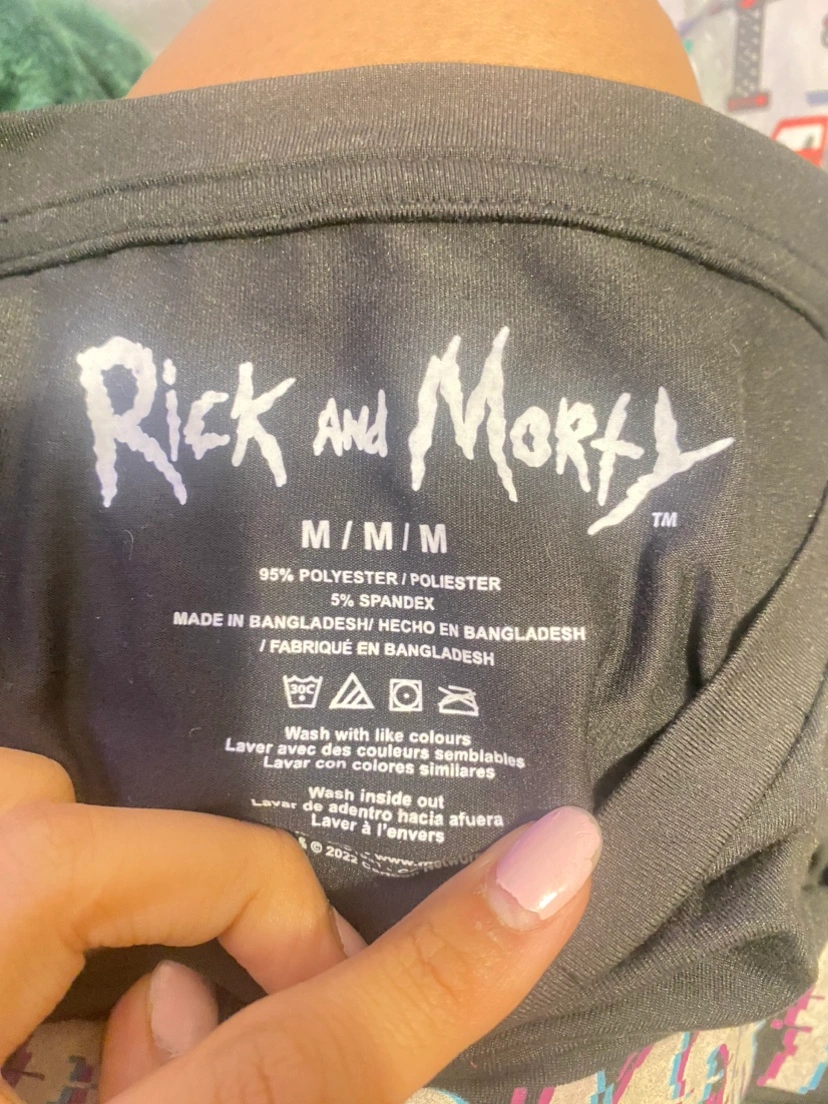 Rick and Morty
TM
M / M / M
95% POLYESTER / POLIESTER
5% SPANDEX
MADE IN BANGLADESH/ HECHO EN BANGLADESH
/ FABRIQUÉ EN BANGLADESH
30C
Wash with like colours
Laver avec des couleurs semblables
Lavar con colores similares
Wash inside out
Lavar de adentro hacia afuera
Laver à l'envers
© 2022